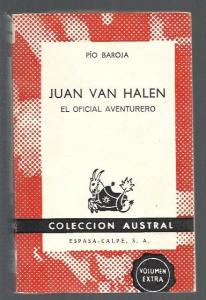 PÍO BAROJA
JUAN VAN HALEN
EL OFICIAL AVENTURERO
COLECCION AUSTRAL
ESPASA-CALPE, S. A.
VOLUMEN
EXTRA